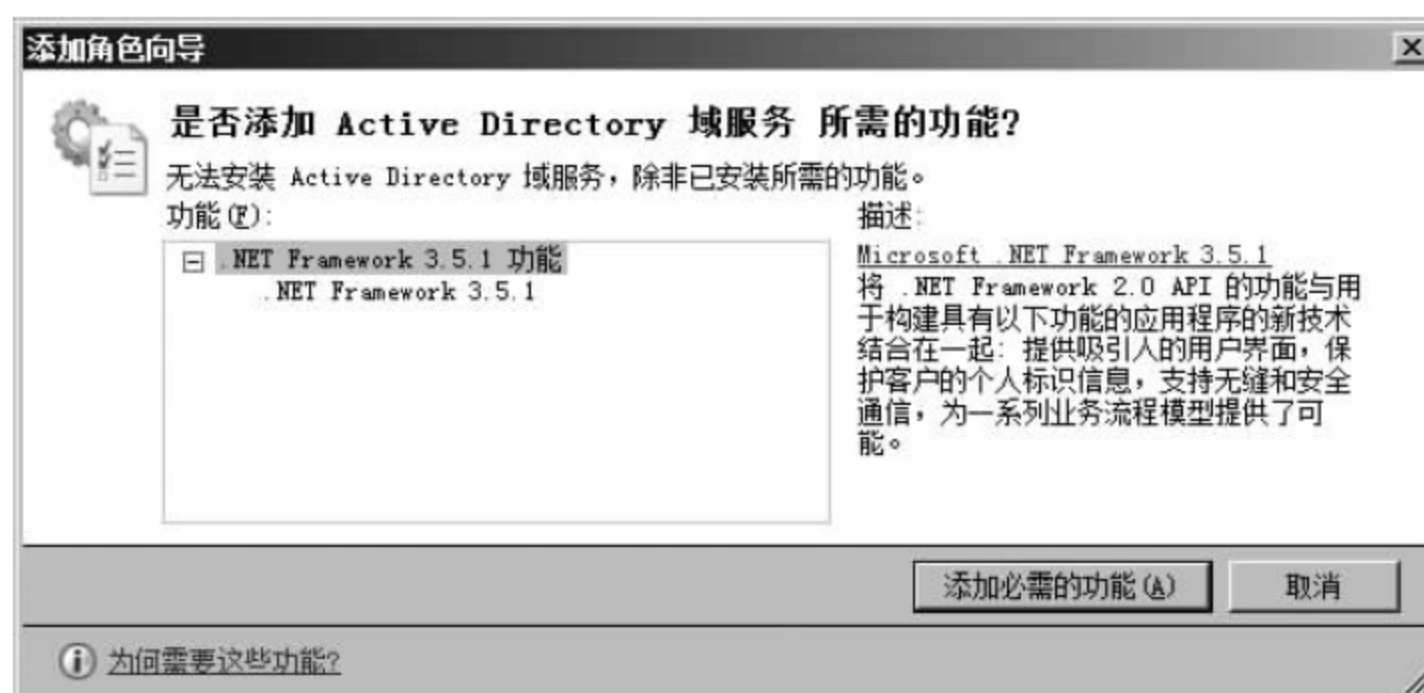 添加角色向导
是否添加 Active Directory 域服务 所需的功能?
无法安装 Active Directory 域服务，除非已安装所需的功能。
功能(F):
.NET Framework 3.5.1 功能
.NET Framework 3.5.1
描述:
Microsoft .NET Framework 3.5.1
将 .NET Framework 2.0 API 的功能与用
于构建具有以下功能的应用程序的新技术
结合在一起: 提供吸引人的用户界面，保
护客户的个人标识信息，支持无缝和安全
通信，为一系列业务流程模型提供了可
能。
添加必需的功能(A)
取消
为何需要这些功能?